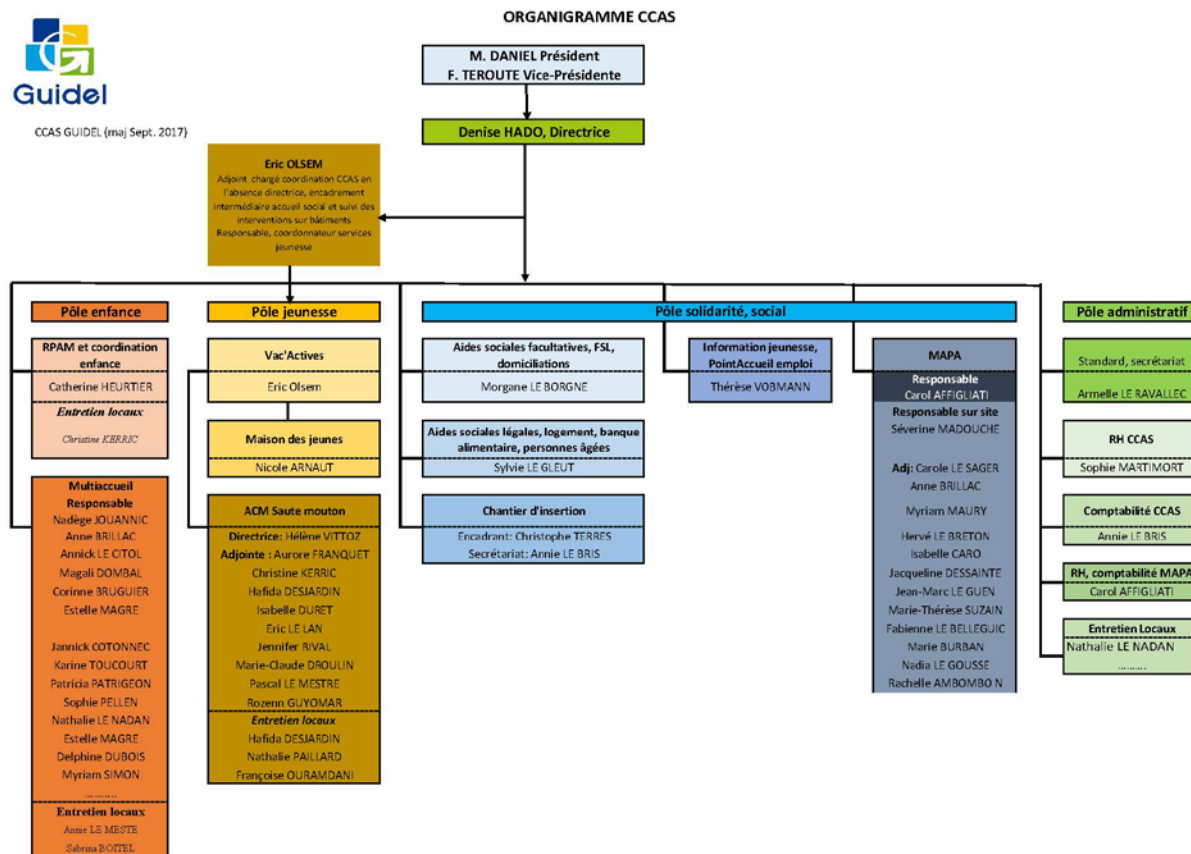 ORGANIGRAMME CCAS
Guidel
CCAS GUIDEL (maj Sept. 2017)
M. DANIEL Président
F. TEROUTE Vice-Présidente
Denise HADO, Directrice
Eric OLSEM
Adjoint chargé coordination CCAS en
l'absence directrice, encadrement
intermédiaire accueil social et suivi des
interventions sur bâtiments
Responsable, coordonnateur services
jeunesse
Pôle enfance
RPAM et coordination
enfance
Catherine HEURTIER
Entretien locaux
Christine KERRIC
Multiaccueil
Responsable
Nadège JOUANNIC
Anne BRILLAC
Annick LE CITOL
Magali DOMBAL
Corinne BRUGUIER
Estelle MAGRE
Jannick COTONNEC
Karine TOUCOURT
Patricia PATRIGEON
Sophie PELLEN
Nathalie LE NADAN
Estelle MAGRE
Delphine DUBOIS
Myriam SIMON
..........
Entretien locaux
Annie LE MESTE
Sabrina BOITEL
Pôle jeunesse
Vac'Actives
Eric Olsem
Maison des jeunes
Nicole ARNAUT
ACM Saute mouton
Directrice: Hélène VITTOZ
Adjointe : Aurore FRANQUET
Christine KERRIC
Hafida DESJARDIN
Isabelle DURET
Eric LE LAN
Jennifer RIVAL
Marie-Claude DROULIN
Pascal LE MESTRE
Rozenn GUYOMAR
Entretien locaux
Hafida DESJARDIN
Nathalie PAILLARD
Françoise OURAMDANI
Pôle solidarité, social
Aides sociales facultatives, FSL,
domiciliations
Morgane LE BORGNE
Aides sociales légales, logement, banque
alimentaire, personnes âgées
Sylvie LE GLEUT
Chantier d'insertion
Encadrant: Christophe TERRES
Secrétariat: Annie LE BRIS
Information jeunesse,
PointAccueil emploi
Thérèse VOBMANN
MAPA
Responsable
Carol AFFIGLIATI
Responsable sur site
Séverine MADOUCHE
Adj: Carole LE SAGER
Anne BRILLAC
Myriam MAURY
Hervé LE BRETON
Isabelle CARO
Jacqueline DESSAINTE
Jean-Marc LE GUEN
Marie-Thérèse SUZAIN
Fabienne LE BELLEGUIC
Marie BURBAN
Nadia LE GOUSSE
Rachelle AMBOMBO N
Pôle administratif
Standard, secrétariat
Armelle LE RAVALLEC
RH CCAS
Sophie MARTIMORT
Comptabilité CCAS
Annie LE BRIS
RH, comptabilité MAPA
Carol AFFIGLIATI
Entretien Locaux
Nathalie LE NADAN
.........